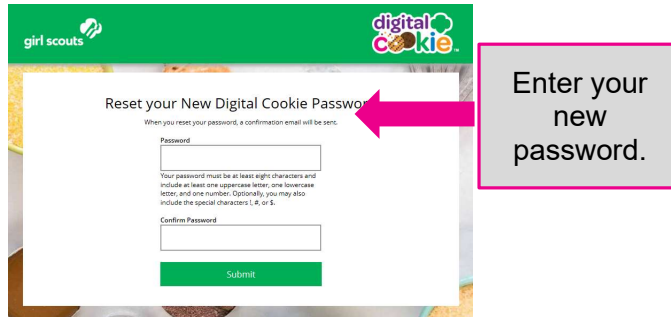 girl scouts
digital
cookie
Reset your New Digital Cookie
When you reset your password, a confirmation email will be sent.
Enter your
new
password.
Password
Your password must be at least eight characters and
include at least one uppercase letter, one lowercase
letter, and one number. Optionally, you may also
include the special characters !, #, or $.
Confirm Password
Submit